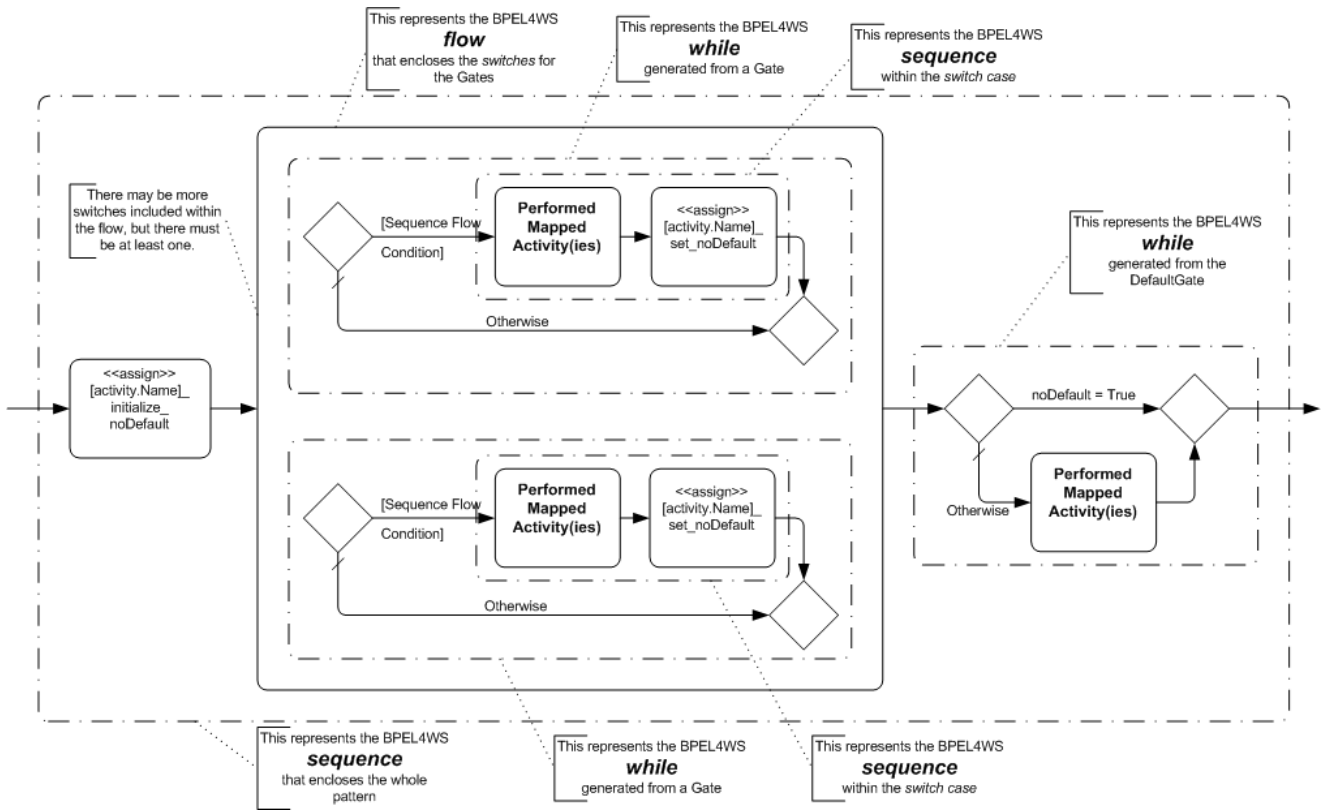 This represents the BPEL4WS
flow
that encloses the switches for
the Gates
This represents the BPEL4WS
while
generated from a Gate
This represents the BPEL4WS
sequence
within the switch case
There may be more
switches included within
the flow, but there must
be at least one.
[Sequence Flow
Condition]
Performed
Mapped
Activity(ies)
<<assign>>
[activity.Name]_
set_noDefault
Otherwise
This represents the BPEL4WS
while
generated from the
DefaultGate
<<assign>>
[activity.Name]_
initialize_
noDefault
noDefault = True
Otherwise
Performed
Mapped
Activity(ies)
[Sequence Flow
Condition]
Performed
Mapped
Activity(ies)
<<assign>>
[activity.Name]_
set_noDefault
Otherwise
This represents the BPEL4WS
sequence
that encloses the whole
pattern
This represents the BPEL4WS
while
generated from a Gate
This represents the BPEL4WS
sequence
within the switch case